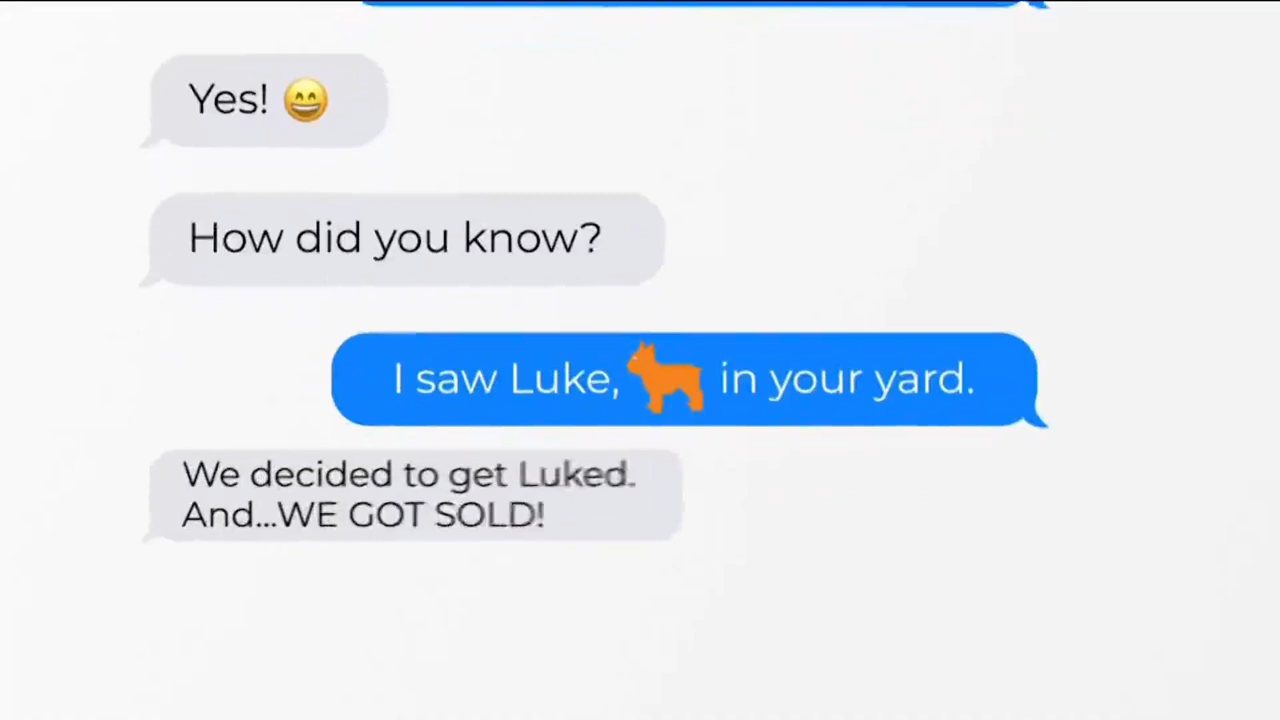 Yes! 😄
How did you know?
I saw Luke, in your yard.
We decided to get Luked.
And...WE GOT SOLD!